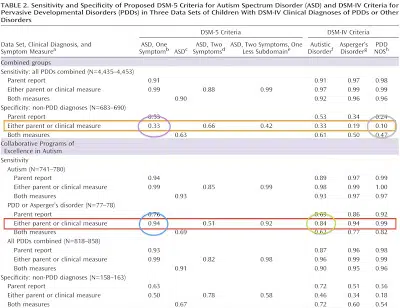 TABLE 2. Sensitivity and Specificity of Proposed DSM-5 Criteria for Autism Spectrum Disorder (ASD) and DSM-IV Criteria for
Pervasive Developmental Disorders (PDDs) in Three Data Sets of Children With DSM-IV Clinical Diagnoses of PDDs or Other
Disorders
DSM-5 Criteria DSM-IV Criteria
Data Set, Clinical Diagnosis, and
Symptom Measure ASD, One
Symptom ASD ASD, Two
Symptoms ASD, Two Symptoms, One
Less Subdomain Autistic
Disorder Asperger's
Disorder PDD
NOS
Combined groups
Sensitivity: all PDDs combined (N=4,435–4,453)
Parent report 0.91 0.91 0.97 0.98
Either parent or clinical measure 0.99 0.88 0.99 0.97 0.99 0.99
Both measures 0.90 0.92 0.96 0.96
Specificity: non-PDD diagnoses (N=683–690)
Parent report 0.53 0.53 0.34 0.24
Either parent or clinical measure 0.33 0.66 0.42 0.33 0.19 0.10
Both measures 0.63 0.61 0.50 0.42
Collaborative Programs of
Excellence in Autism
Sensitivity
Autism (N=741–780)
Parent report 0.94 0.89 0.97 0.99
Either parent or clinical measure 0.99 0.85 0.99 0.98 0.99 1.00
Both measures 0.93 0.93 0.97 0.97
PDD or Asperger's disorder (N=77–78)
Parent report 0.76 0.69 0.86 0.92
Either parent or clinical measure 0.94 0.51 0.92 0.84 0.94 0.99
Both measures 0.69 0.62 0.77 0.82
All PDDs combined (N=818–858)
Parent report 0.93 0.87 0.96 0.98
Either parent or clinical measure 0.99 0.82 0.98 0.96 0.99 0.99
Both measures 0.91 0.90 0.95 0.96
Specificity: non-PDD diagnoses (N=158–163)
Parent report 0.63 0.72 0.51 0.36
Either parent or clinical measure 0.50 0.78 0.58 0.46 0.34 0.18
Both measures 0.67 0.72 0.60 0.54